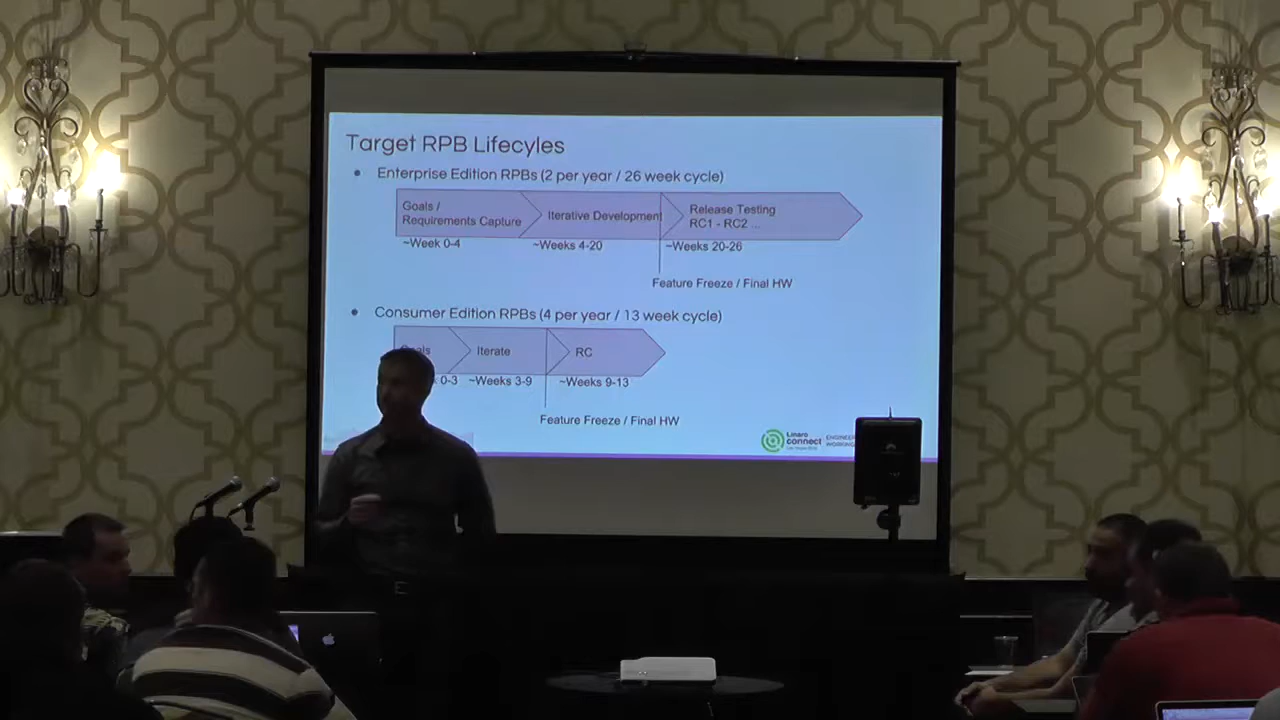 Target RPB Lifecyles
Enterprise Edition RPBs (2 per year / 26 week cycle)
Goals /
Requirements Capture
Iterative Development
Release Testing
RC1 - RC2 ...
~Week 0-4
~Weeks 4-20
~Weeks 20-26
Feature Freeze / Final HW
Consumer Edition RPBs (4 per year / 13 week cycle)
Iterate
RC
0-3
~Weeks 3-9
~Weeks 9-13
Feature Freeze / Final HW
Linaro
connect